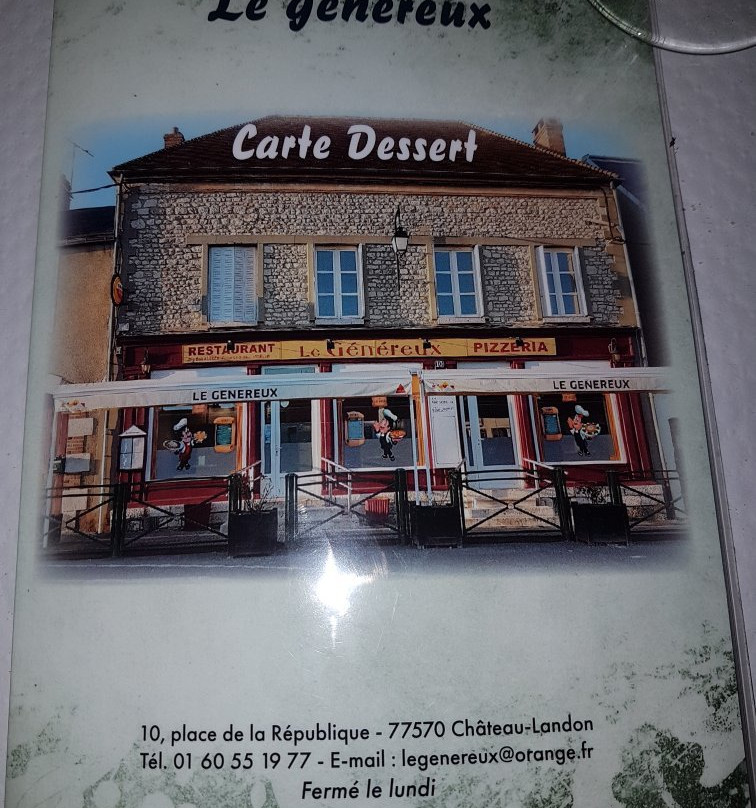 Le Généreux
Carte Dessert
RESTAURANT Le Généreux PIZZERIA
LE GENEREUX LE GENEREUX
10, place de la République - 77570 Château-Landon
Tél. 01 60 55 19 77 - E-mail : legenereux@orange.fr
Fermé le lundi